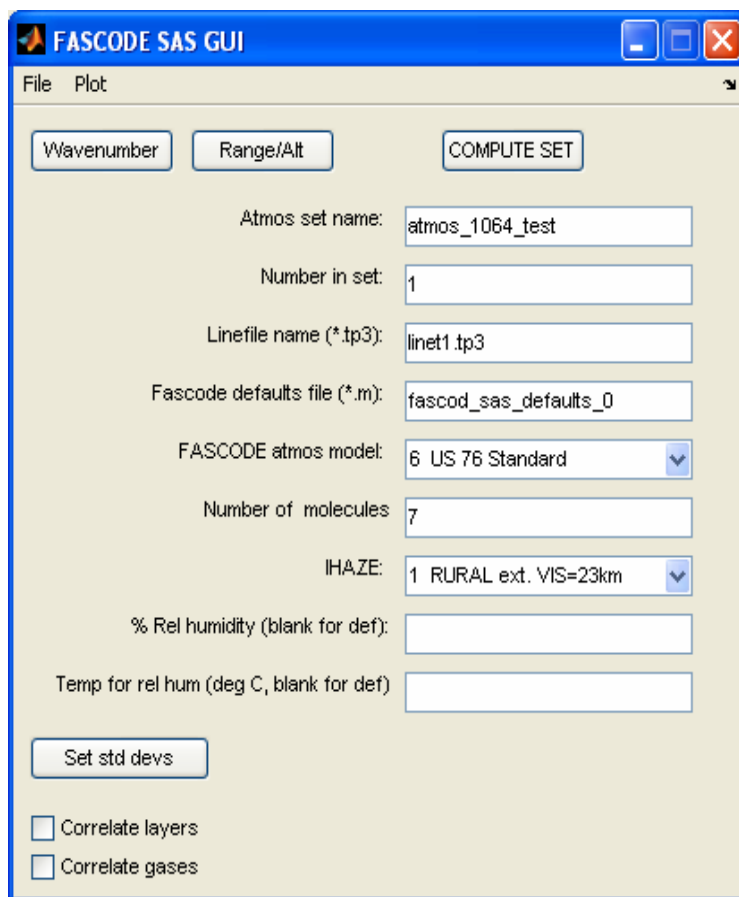 FASCODE SAS GUI
File Plot
Wavenumber Range/Alt COMPUTE SET
Atmos set name: atmos_1064_test
Number in set: 1
Linefile name (*.tp3): linet1.tp3
Fascode defaults file (*.m): fascod_sas_defaults_0
FASCODE atmos model: 6 US 76 Standard
Number of molecules 7
IHAZE: 1 RURAL ext. VIS=23km
% Rel humidity (blank for def):
Temp for rel hum (deg C, blank for def)
Set std devs
Correlate layers
Correlate gases